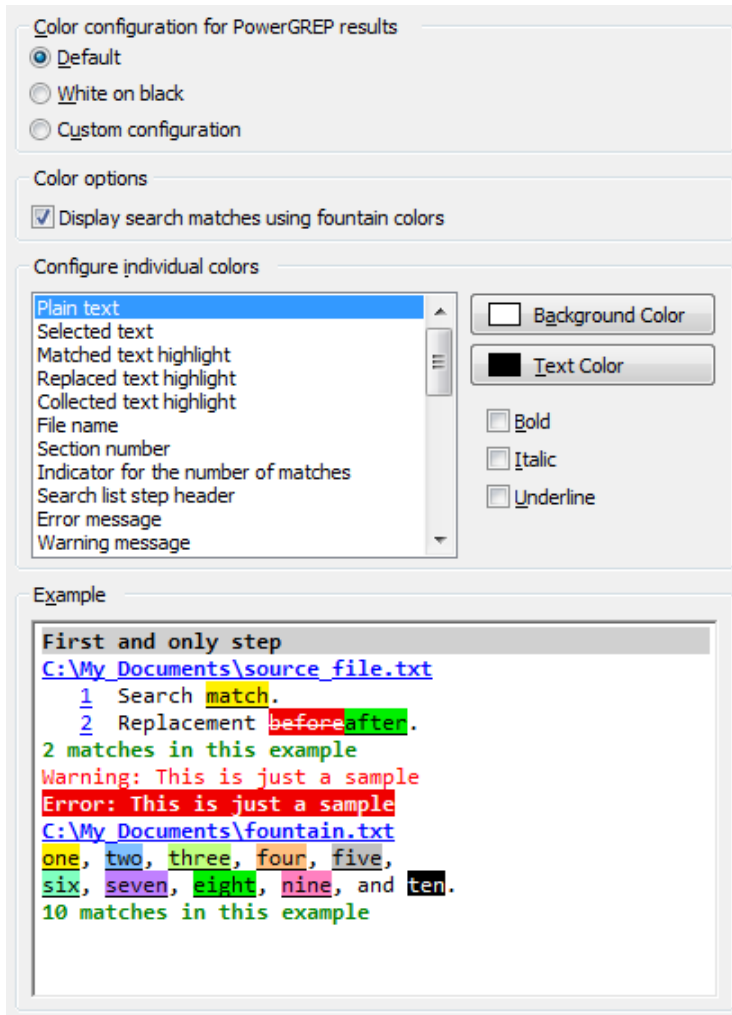 Color configuration for PowerGREP results
Default
White on black
Custom configuration
Color options
Display search matches using fountain colors
Configure individual colors
Plain text
Selected text
Matched text highlight
Replaced text highlight
Collected text highlight
File name
Section number
Indicator for the number of matches
Search list step header
Error message
Warning message
Background Color
Text Color
Bold
Italic
Underline
Example
First and only step
C:\My Documents\source_file.txt
1 Search match.
2 Replacement beforeafter.
2 matches in this example
Warning: This is just a sample
Error: This is just a sample
C:\My Documents\fountain.txt
one, two, three, four, five,
six, seven, eight, nine, and ten.
10 matches in this example